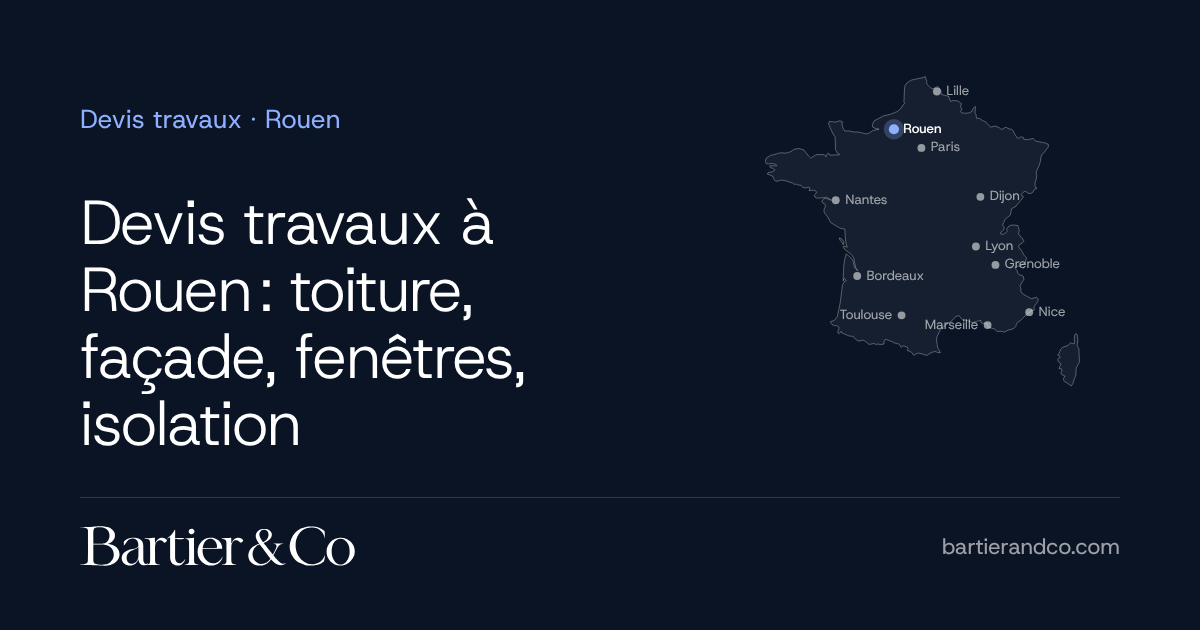 Devis travaux · Rouen
Devis travaux à
Rouen : toiture,
façade, fenêtres,
isolation
Lille
Rouen
Paris
Nantes
Dijon
Lyon
Grenoble
Bordeaux
Toulouse
Nice
Marseille
Bartier & Co
bartierandco.com